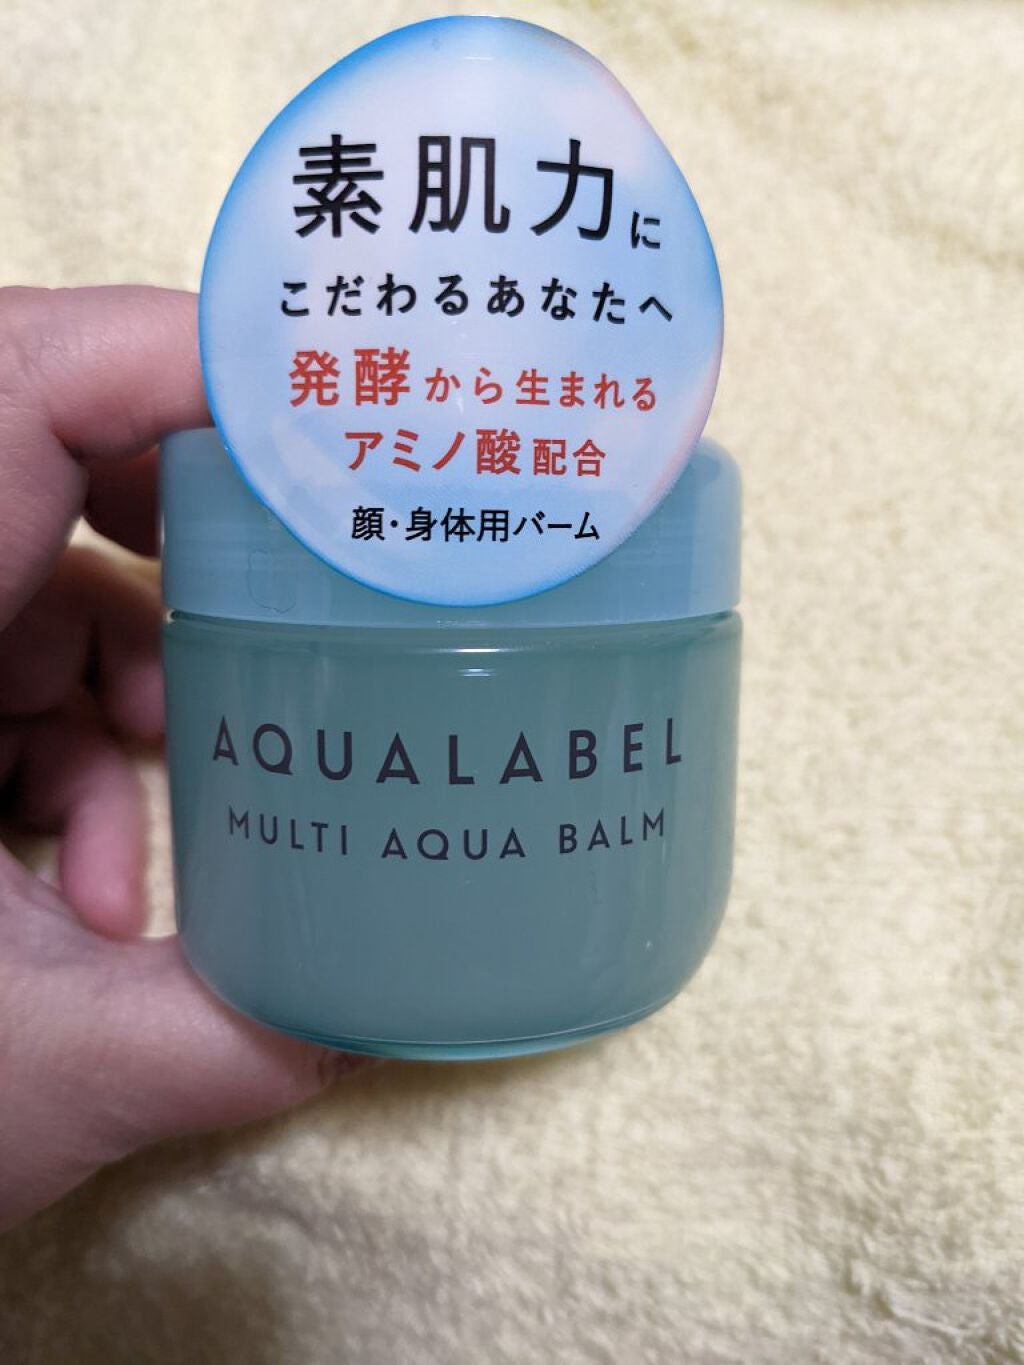 素肌力に
こだわるあなたへ
発酵から生まれる
アミノ酸配合
顔・身体用バーム
AQUALABEL
MULTI AQUA BALM